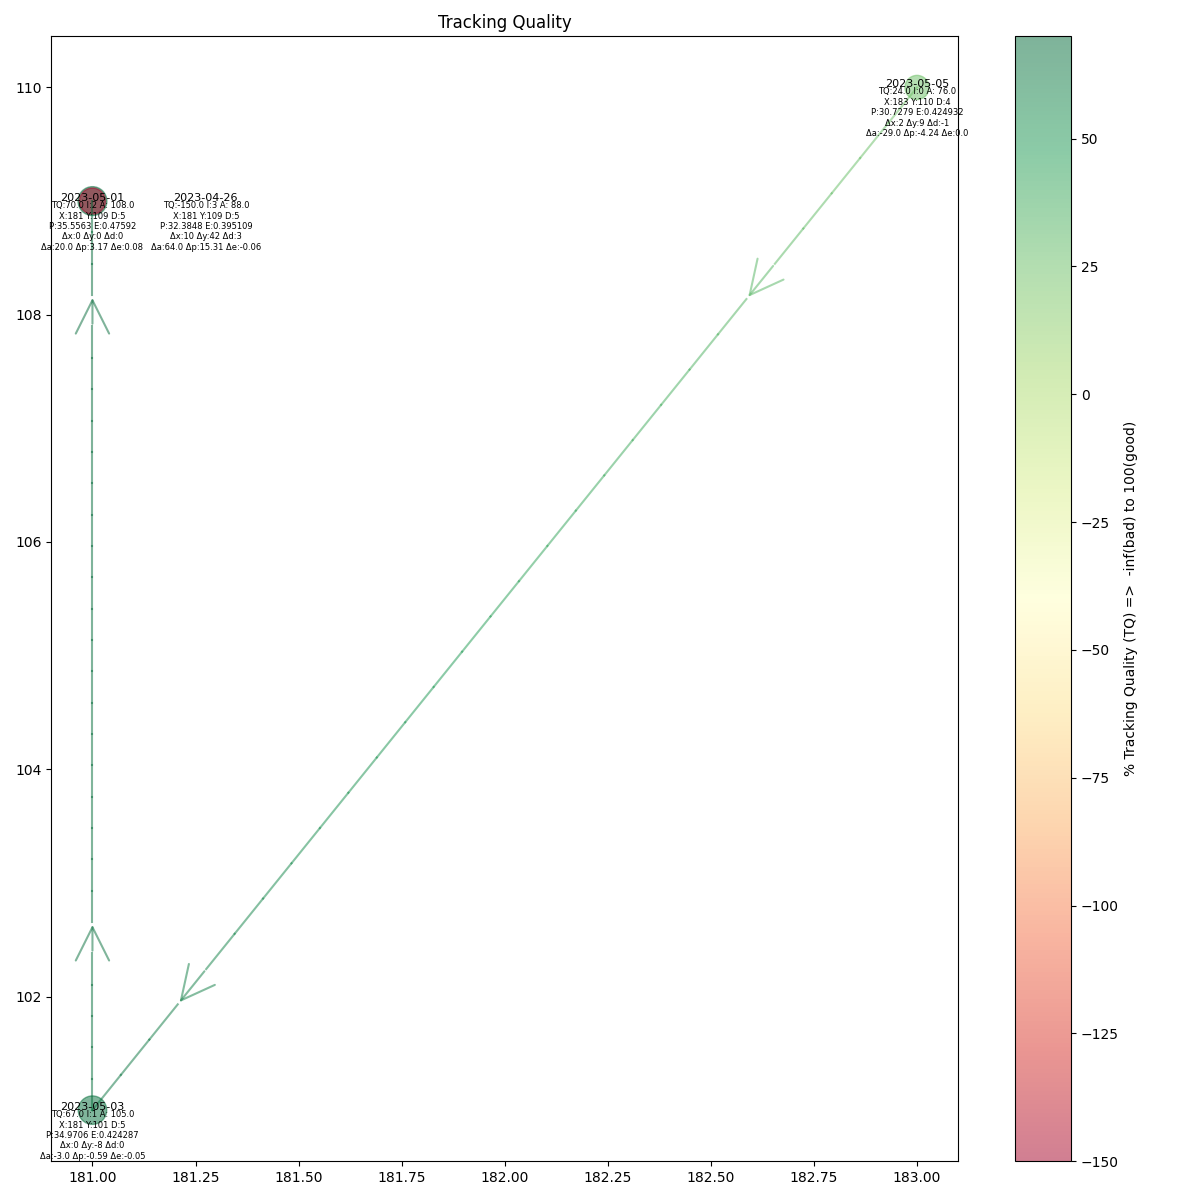 Tracking Quality
110
108
106
104
102
181.00
181.25
181.50
181.75
182.00
182.25
182.50
182.75
183.00
2023-05-05
TQ:24.0 I:0 A: 76.0
X:183 Y:110 D:4
P:30.7279 E:0.424932
Δx:2 Δy:9 Δd:-1
Δa:-29.0 Δp:-4.24 Δe:0.0
2023-05-01
TQ:70.0 I:2 A: 108.0
X:181 Y:109 D:5
P:35.5563 E:0.47592
Δx:0 Δy:0 Δd:0
Δa:20.0 Δp:3.17 Δe:0.08
2023-04-26
TQ:-150.0 I:3 A: 88.0
X:181 Y:109 D:5
P:32.3848 E:0.395109
Δx:10 Δy:42 Δd:3
Δa:64.0 Δp:15.31 Δe:-0.06
2023-05-03
TQ:67.0 I:1 A: 105.0
X:181 Y:101 D:5
P:34.9706 E:0.424287
Δx:0 Δy:-8 Δd:0
Δa:-3.0 Δp:-0.59 Δe:-0.05
50
25
0
−25
−50
−75
−100
−125
−150
% Tracking Quality (TQ) => -inf(bad) to 100(good)